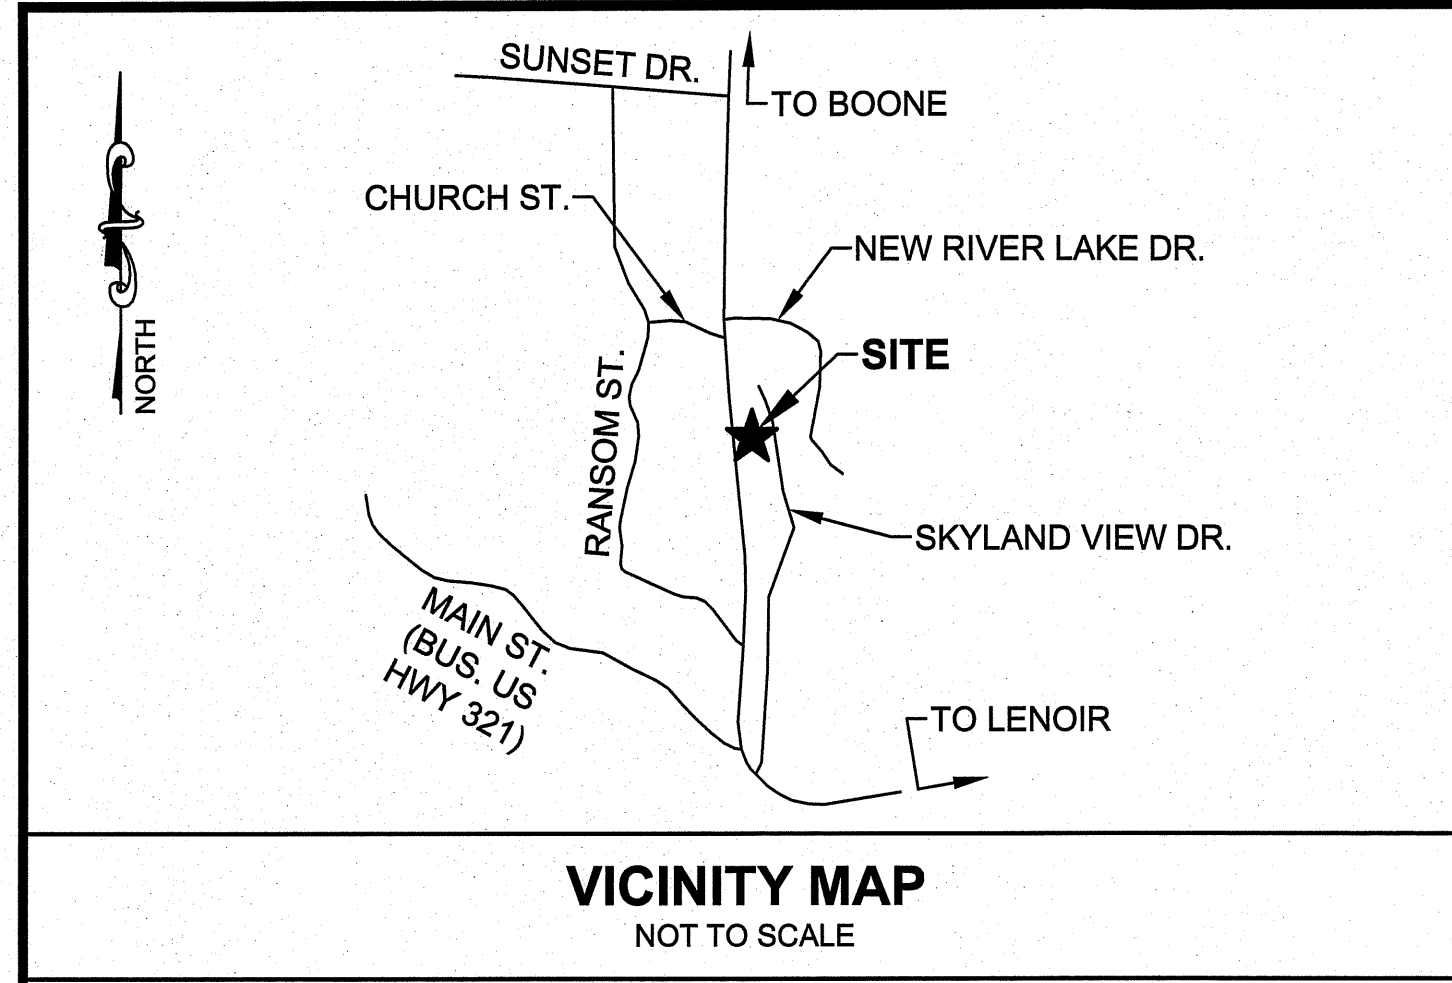 SUNSET DR.
TO BOONE
CHURCH ST.
NEW RIVER LAKE DR.
NORTH
SITE
RANSOM ST.
SKYLAND VIEW DR.
MAIN ST.
(BUS. US
HWY 321)
TO LENOIR
VICINITY MAP
NOT TO SCALE